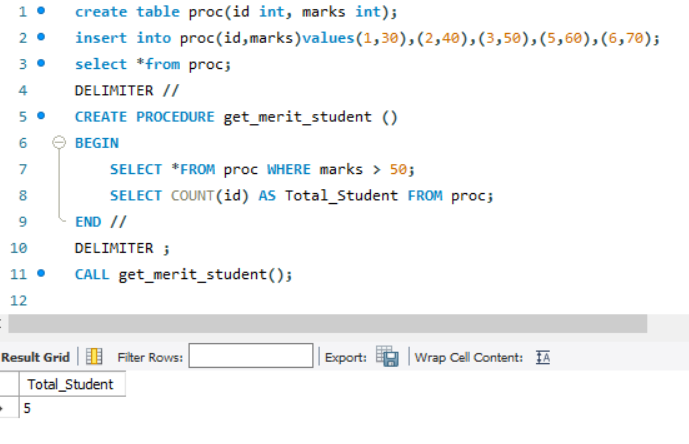 1 create table proc(id int, marks int);
2 insert into proc(id,marks)values(1,30),(2,40),(3,50),(5,60),(6,70);
3 select *from proc;
4 DELIMITER //
5 CREATE PROCEDURE get_merit_student ()
6 BEGIN
7 SELECT *FROM proc WHERE marks > 50;
8 SELECT COUNT(id) AS Total_Student FROM proc;
9 END //
10 DELIMITER ;
11 CALL get_merit_student();
12
Result Grid Filter Rows: Export: Wrap Cell Content: IA
Total_Student
5